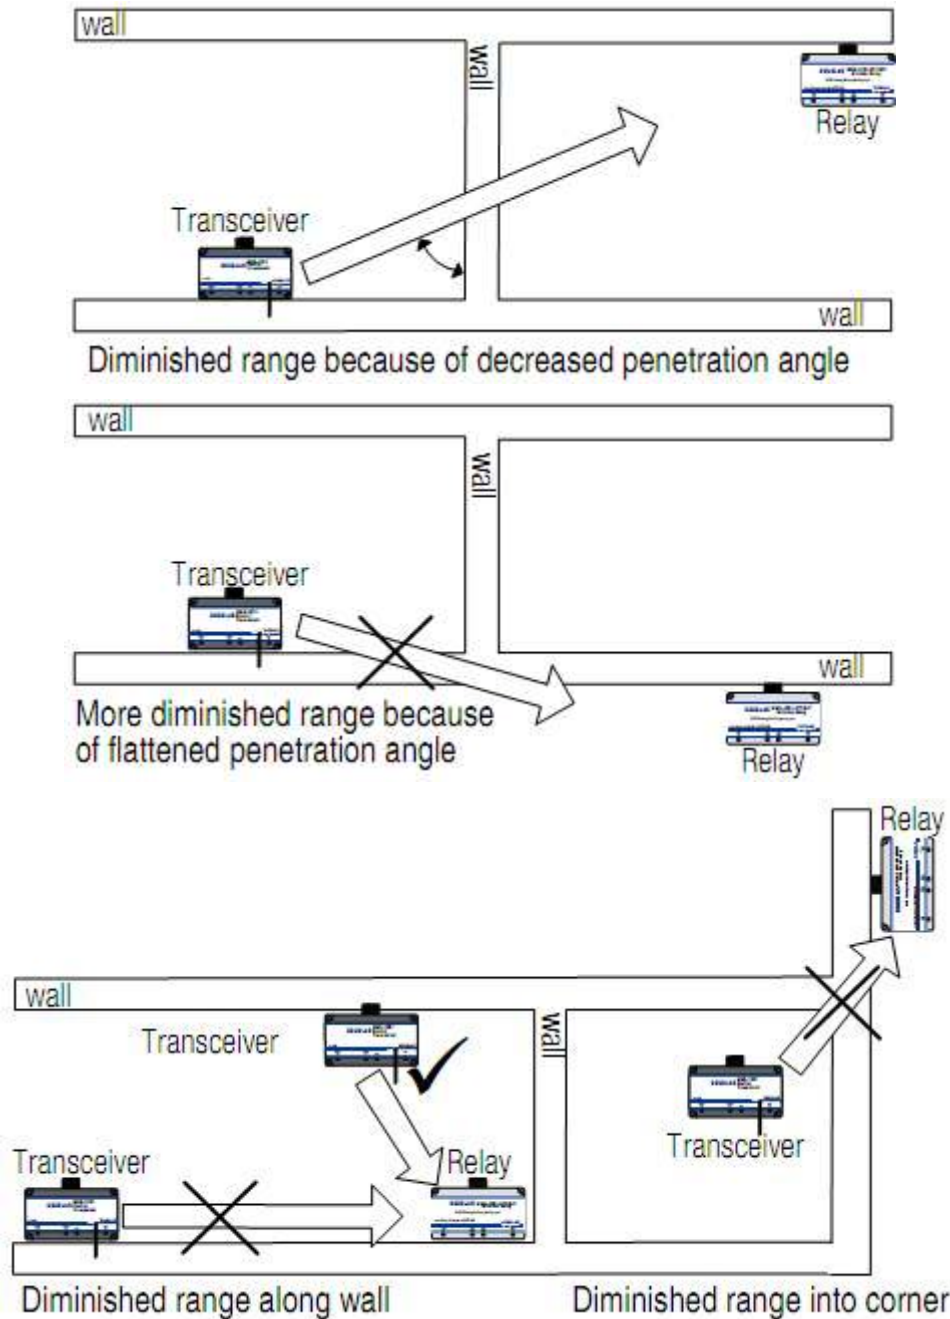 wall
wall
Relay
Transceiver
wall
Diminished range because of decreased penetration angle
wall
wall
Transceiver
wall
More diminished range because
of flattened penetration angle
Relay
Relay
wall
Transceiver
wall
Transceiver
Transceiver
Relay
Diminished range along wall
Diminished range into corner